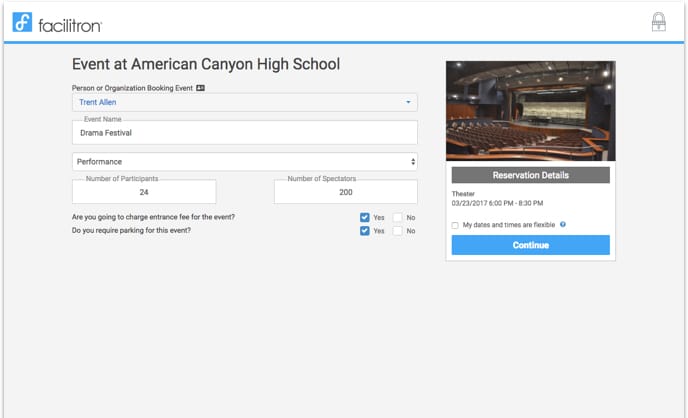 facilitron
Event at American Canyon High School
Person or Organization Booking Event
Trent Allen
Event Name
Drama Festival
Performance
Number of Participants
24
Number of Spectators
200
Are you going to charge entrance fee for the event?
Yes
No
Do you require parking for this event?
Yes
No
Reservation Details
Theater
03/23/2017 6:00 PM - 8:30 PM
My dates and times are flexible
Continue